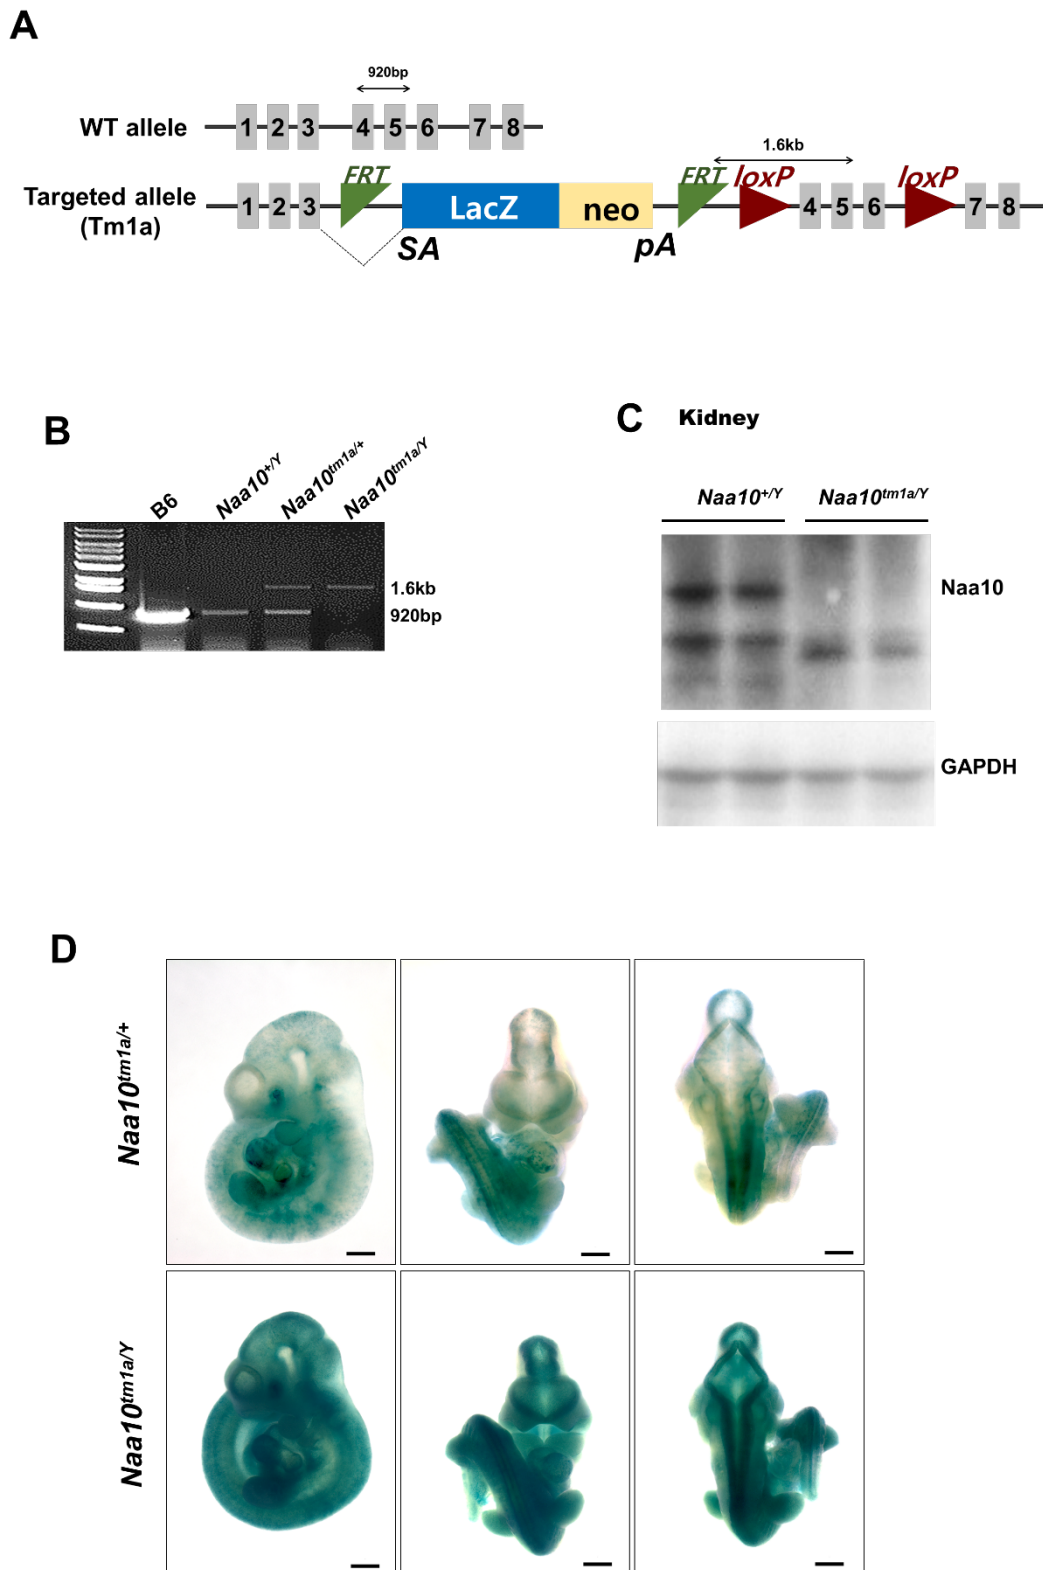 A
920bp
WT allele
1 2 3 4 5 6 7 8
1.6kb
FRT FRT loxP loxP
Targeted allele
(Tm1a)
1 2 3 LacZ neo 4 5 6 7 8
SA pA
B
B6 Naa10+/Y Naa10tm1a/+ Naa10tm1a/Y
1.6kb
920bp
C Kidney
Naa10+/Y Naa10tm1a/Y
Naa10
GAPDH
D
Naa10tm1a/+
Naa10tm1a/Y